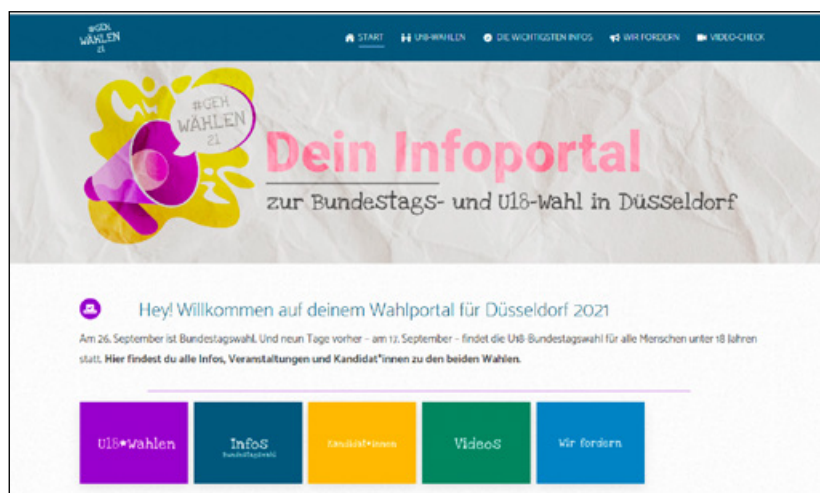 #GEH
WÄHLEN
21
START U18-WAHLEN DIE WICHTIGSTEN INFOS WIR FORDERN VIDEO-CHECK
#GEH
WÄHLEN
21
Dein Infoportal
zur Bundestags- und U18-Wahl in Düsseldorf
Hey! Willkommen auf deinem Wahlportal für Düsseldorf 2021
Am 26. September ist Bundestagswahl. Und neun Tage vorher – am 17. September – findet die U18-Bundestagswahl für alle Menschen unter 18 Jahren
statt. Hier findest du alle Infos, Veranstaltungen und Kandidat*innen zu den beiden Wahlen.
U18*Wahlen
Infos
Bundestagswahl
Kandidat*innen
Videos
Wir fordern